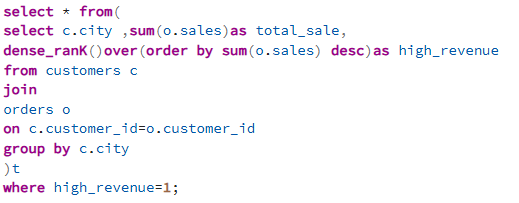 select * from(
select c.city ,sum(o.sales)as total_sale,
dense_ranK()over(order by sum(o.sales) desc)as high_revenue
from customers c
join
orders o
on c.customer_id=o.customer_id
group by c.city
)t
where high_revenue=1;